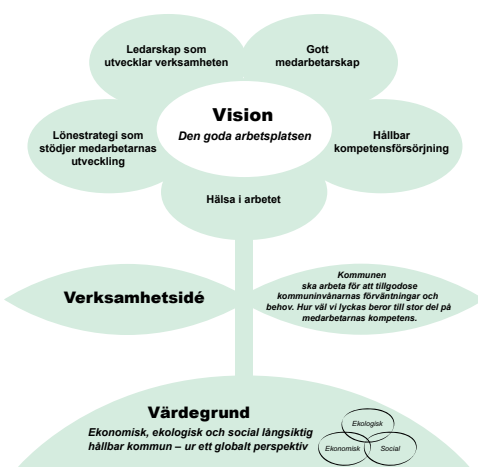 Ledarskap som
utvecklar verksamheten
Gott
medarbetarskap
Vision
Den goda arbetsplatsen
Lönestrategi som
stödjer medarbetarnas
utveckling
Hållbar
kompetensförsörjning
Hälsa i arbetet
Verksamhetsidé
Kommunen
ska arbeta för att tillgodose
kommuninvånarnas förväntningar och
behov. Hur väl vi lyckas beror till stor del på
medarbetarnas kompetens.
Värdegrund
Ekonomisk, ekologisk och social långsiktig
hållbar kommun – ur ett globalt perspektiv
Ekologisk
Ekonomisk
Social